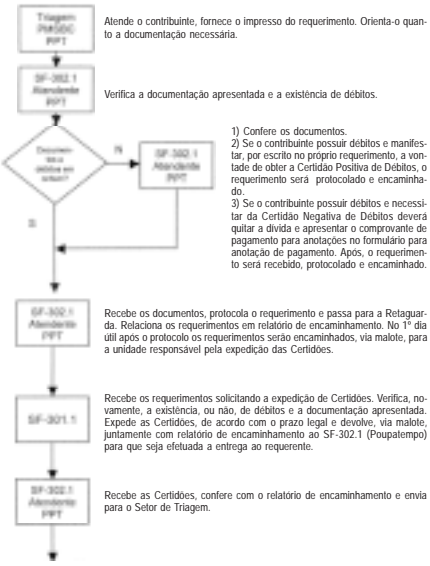 Triagem
PMSBC
PPT
Atende o contribuinte, fornece o impresso do requerimento. Orienta-o quan-
to a documentação necessária.
SF-302.1
Atendente
PPT
Verifica a documentação apresentada e a existência de débitos.
N
S
SF-302.1
Atendente
PPT
1) Confere os documentos.
2) Se o contribuinte possuir débitos e manifes-
tar, por escrito no próprio requerimento, a von-
tade de obter a Certidão Positiva de Débitos, o
requerimento será protocolado e encaminha-
do.
3) Se o contribuinte possuir débitos e necessi-
tar da Certidão Negativa de Débitos deverá
quitar a dívida e apresentar o comprovante de
pagamento para anotações no formulário para
anotação de pagamento. Após, o requerimen-
to será recebido, protocolado e encaminhado.
SF-302.1
Atendente
PPT
Recebe os documentos, protocola o requerimento e passa para a Retaguar-
da. Relaciona os requerimentos em relatório de encaminhamento. No 1º dia
útil após o protocolo os requerimentos serão encaminhados, via malote, para
a unidade responsável pela expedição das Certidões.
SF-301.1
Recebe os requerimentos solicitando a expedição de Certidões. Verifica, no-
vamente, a existência, ou não, de débitos e a documentação apresentada.
Expede as Certidões, de acordo com o prazo legal e devolve, via malote,
juntamente com relatório de encaminhamento ao SF-302.1 (Poupatempo)
para que seja efetuada a entrega ao requerente.
SF-302.1
Atendente
PPT
Recebe as Certidões, confere com o relatório de encaminhamento e envia
para o Setor de Triagem.